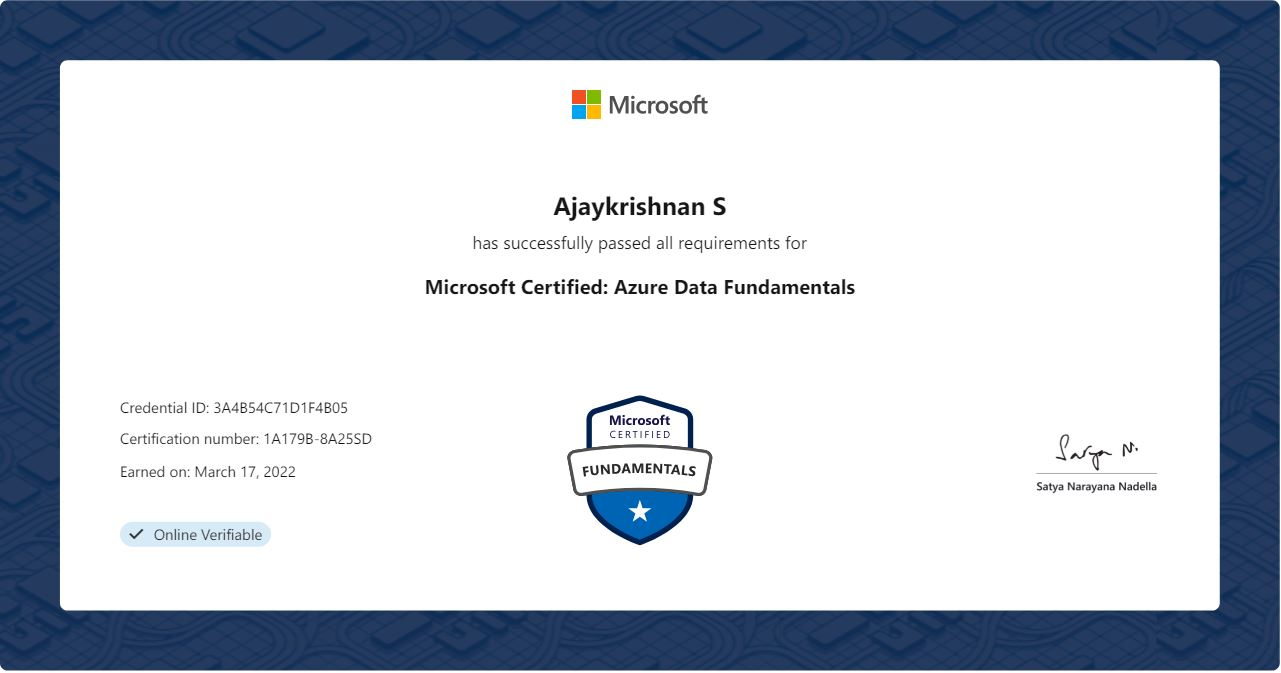 Microsoft
Ajaykrishnan S
has successfully passed all requirements for
Microsoft Certified: Azure Data Fundamentals
Credential ID: 3A4B54C71D1F4B05
Certification number: 1A179B-8A25SD
Earned on: March 17, 2022
Online Verifiable
Microsoft
CERTIFIED
FUNDAMENTALS
Satya N.
Satya Narayana Nadella